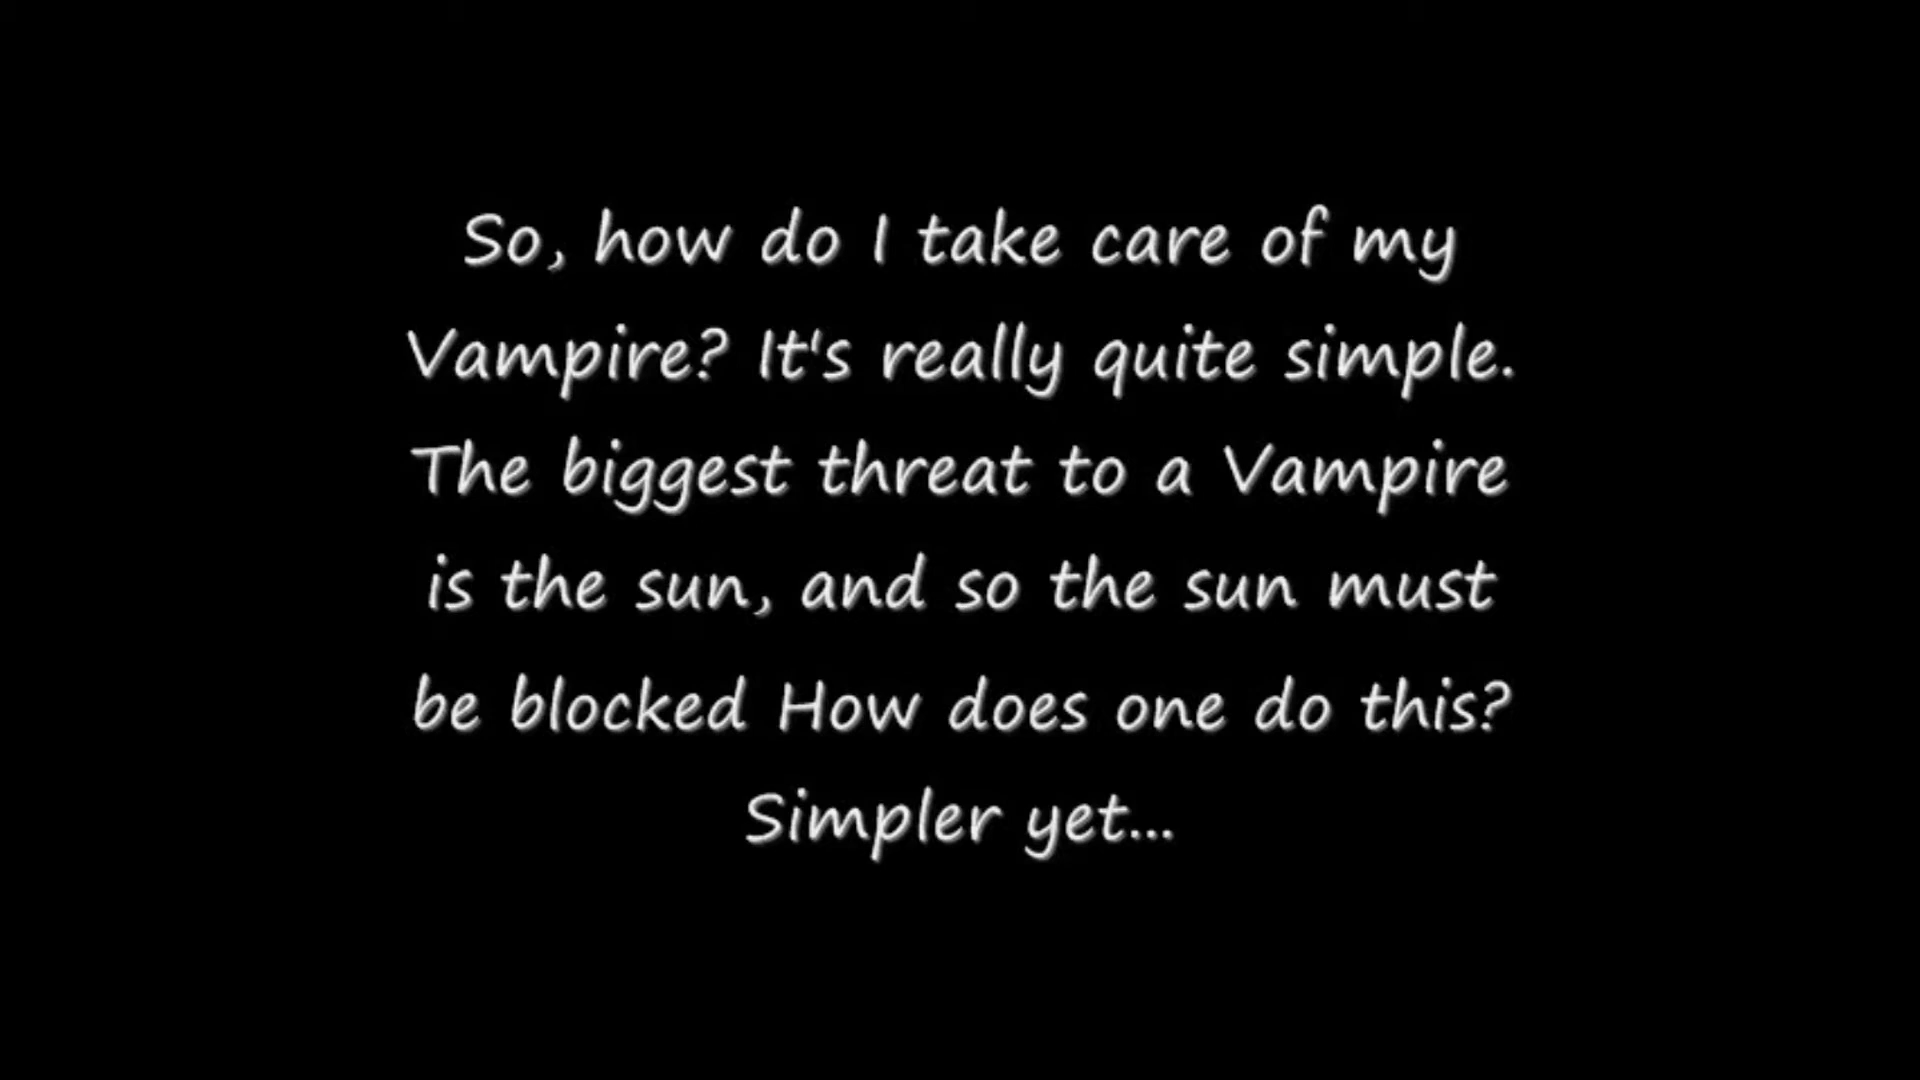 So, how do I take care of my
Vampire? It's really quite simple.
The biggest threat to a Vampire
is the sun, and so the sun must
be blocked How does one do this?
Simpler yet...